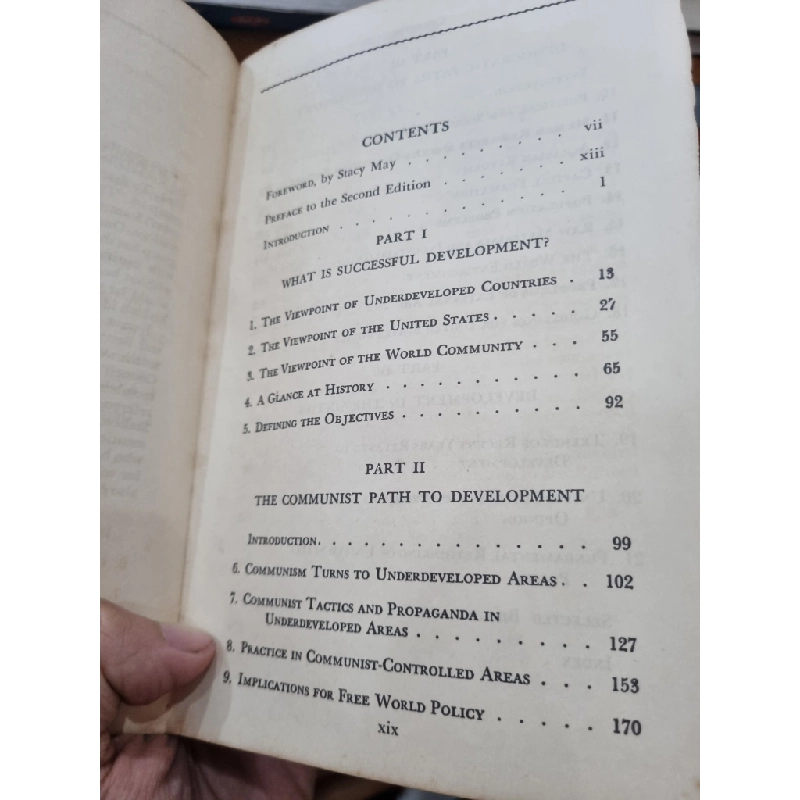 CONTENTS
FOREWORD, by Stacy May . . . . . . . . . vii
PREFACE to the Second Edition . . . . . . . xiii
INTRODUCTION . . . . . . . . . . . 1
PART I
WHAT IS SUCCESSFUL DEVELOPMENT?
1. THE VIEWPOINT OF UNDERDEVELOPED COUNTRIES . 13
2. THE VIEWPOINT OF THE UNITED STATES . . . . . 27
3. THE VIEWPOINT OF THE WORLD COMMUNITY . . . 55
4. A GLANCE AT HISTORY . . . . . . . . . . . 65
5. DEFINING THE OBJECTIVES . . . . . . . . . . 92
PART II
THE COMMUNIST PATH TO DEVELOPMENT
INTRODUCTION. . . . . . . . . . . . . . . 99
6. COMMUNISM TURNS TO UNDERDEVELOPED AREAS . . 102
7. COMMUNIST TACTICS AND PROPAGANDA IN
UNDERDEVELOPED AREAS . . . . . . . . . 127
8. PRACTICE IN COMMUNIST-CONTROLLED AREAS . . . 153
9. IMPLICATIONS FOR FREE WORLD POLICY . . . . . 170
xix